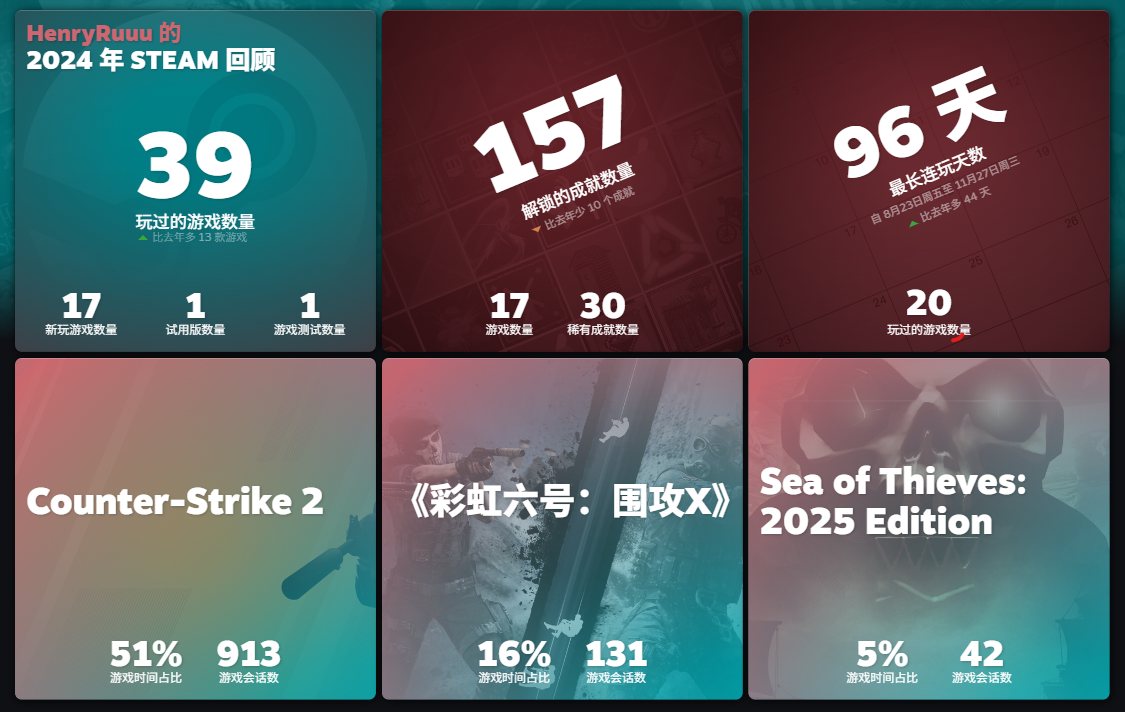 HenryRuuu 的
2024 年 STEAM 回顾
39
玩过的游戏数量
比去年多 13 款游戏
17
新玩游戏数量
1
试用版数量
1
游戏测试数量
157
解锁的成就数量
比去年少 10 个成就
17
游戏数量
30
稀有成就数量
96 天
最长连玩天数
自 8月23日周五至 11月27日周三
比去年多 44 天
20
玩过的游戏数量
Counter-Strike 2
51%
游戏时间占比
913
游戏会话数
《彩虹六号：围攻X》
16%
游戏时间占比
131
游戏会话数
Sea of Thieves:
2025 Edition
5%
游戏时间占比
42
游戏会话数